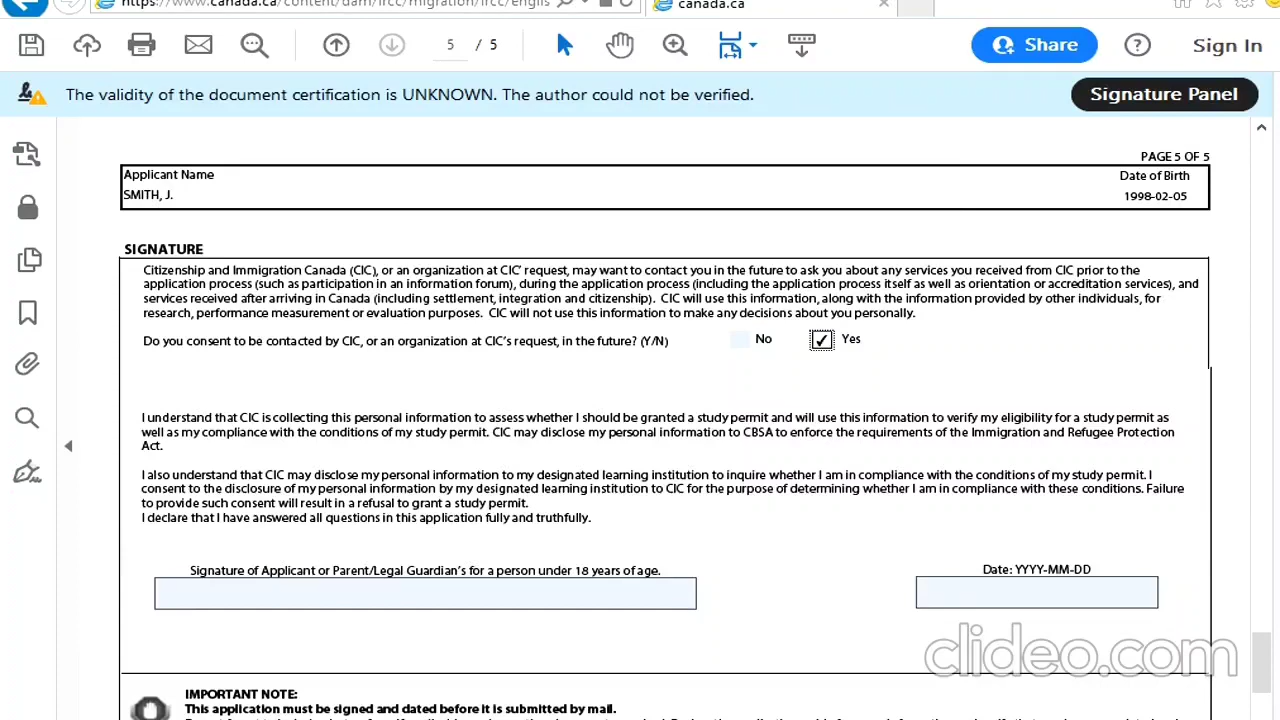 https://www.canada.ca/content/dam/ircc/migration/ircc/englis
canada.ca
5 / 5
Share
Sign In
The validity of the document certification is UNKNOWN. The author could not be verified.
Signature Panel
PAGE 5 OF 5
Applicant Name
Date of Birth
SMITH, J.
1998-02-05
SIGNATURE
Citizenship and Immigration Canada (CIC), or an organization at CIC' request, may want to contact you in the future to ask you about any services you received from CIC prior to the
application process (such as participation in an information forum), during the application process (including the application process itself as well as orientation or accreditation services), and
services received after arriving in Canada (including settlement, integration and citizenship). CIC will use this information, along with the information provided by other individuals, for
research, performance measurement or evaluation purposes. CIC will not use this information to make any decisions about you personally.
Do you consent to be contacted by CIC, or an organization at CIC's request, in the future? (Y/N) No Yes
I understand that CIC is collecting this personal information to assess whether I should be granted a study permit and will use this information to verify my eligibility for a study permit as
well as my compliance with the conditions of my study permit. CIC may disclose my personal information to CBSA to enforce the requirements of the Immigration and Refugee Protection
Act.
I also understand that CIC may disclose my personal information to my designated learning institution to inquire whether I am in compliance with the conditions of my study permit. I
consent to the disclosure of my personal information by my designated learning institution to CIC for the purpose of determining whether I am in compliance with these conditions. Failure
to provide such consent will result in a refusal to grant a study permit.
I declare that I have answered all questions in this application fully and truthfully.
Signature of Applicant or Parent/Legal Guardian's for a person under 18 years of age.
Date: YYYY-MM-DD
clideo.com
IMPORTANT NOTE:
This application must be signed and dated before it is submitted by mail.